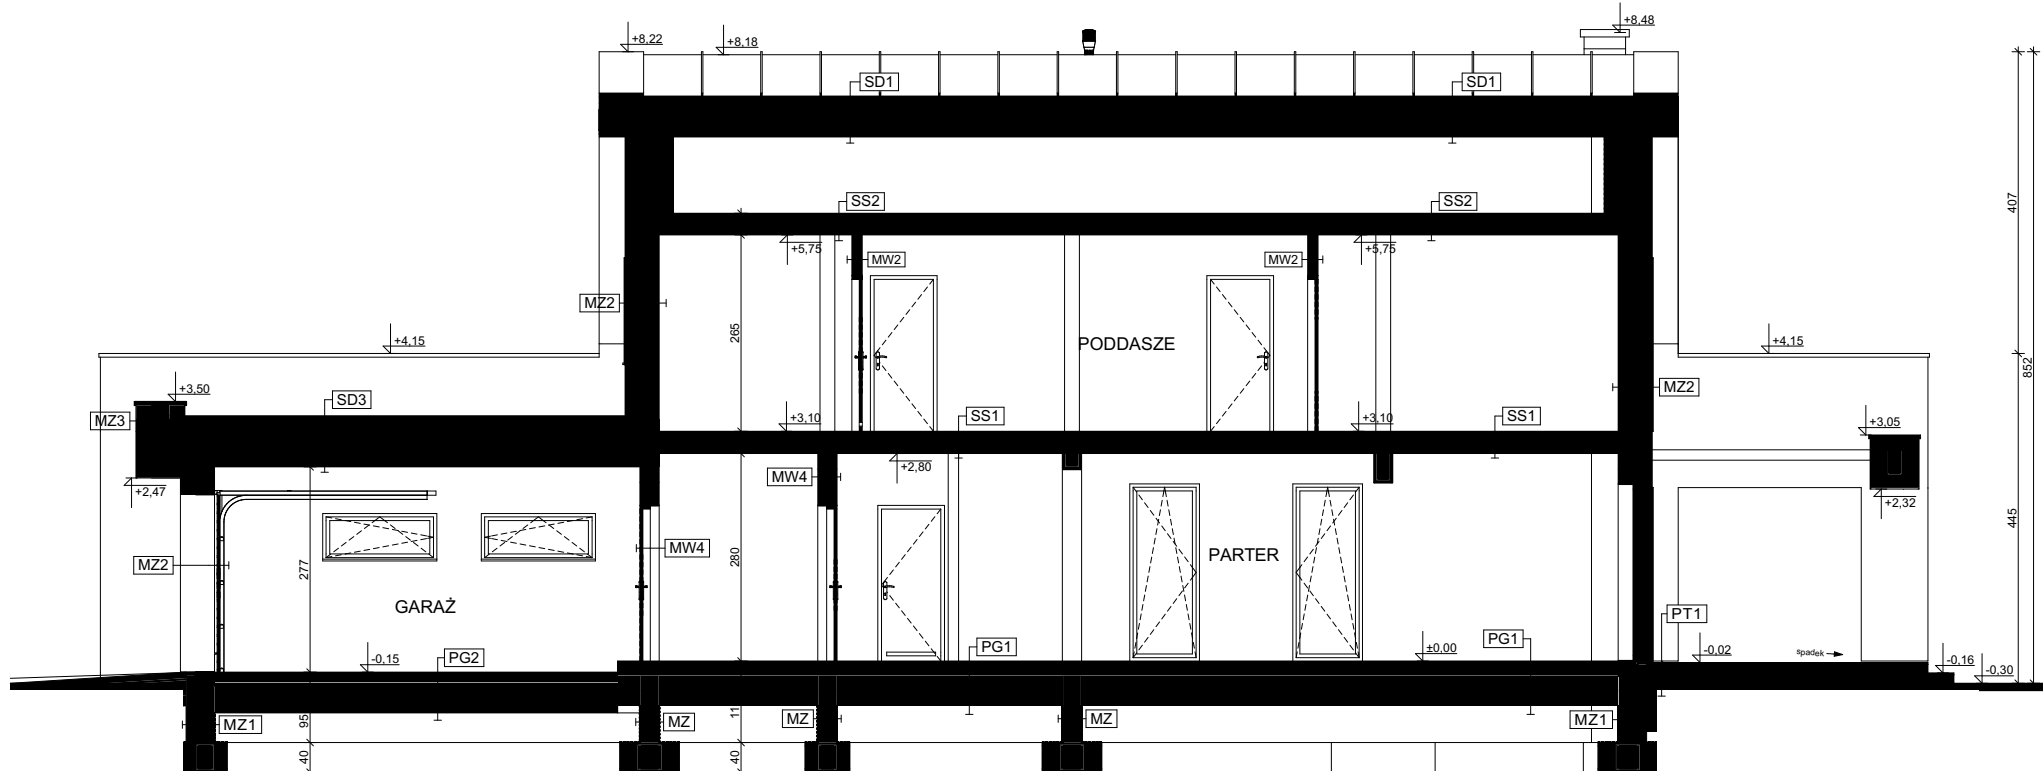 +8,22
+8,18
+8,48
SD1
SD1
SS2
SS2
+5,75
+5,75
MW2
MW2
MZ2
407
265
PODDASZE
+4,15
+4,15
852
MZ2
+3,50
SD3
MZ3
+3,10
+3,10
SS1
SS1
+3,05
+2,80
MW4
+2,47
+2,32
445
MZ2
277
MW4
280
PARTER
GARAŻ
PT1
-0,15
PG2
PG1
±0,00
PG1
-0,02
spadek
-0,16
-0,30
MZ1
95
MZ
11
MZ
MZ
MZ1
40
40